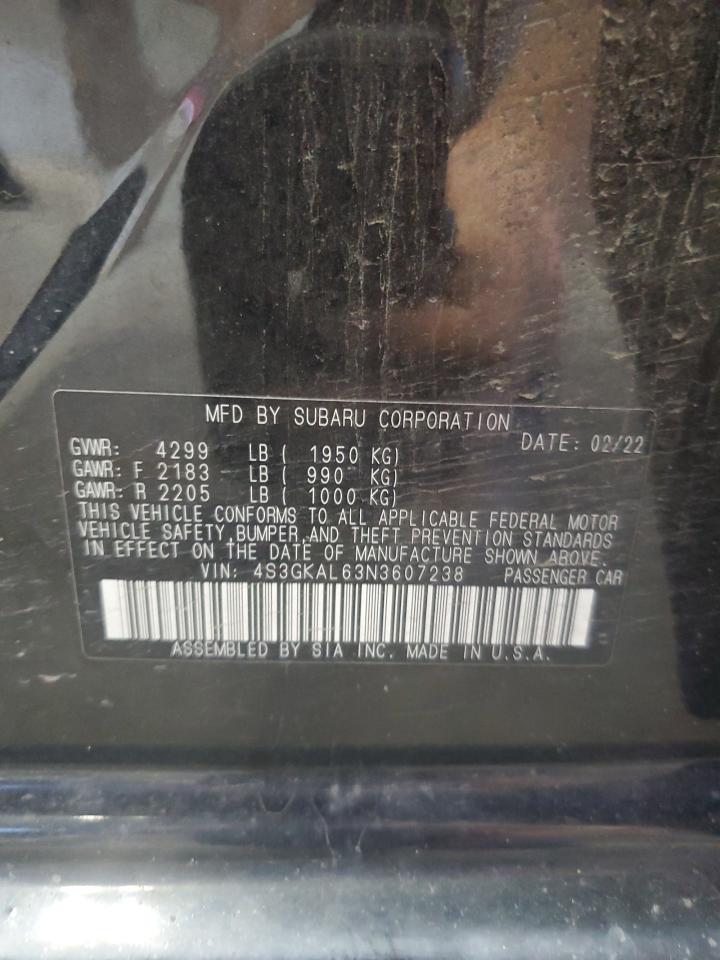 MFD BY SUBARU CORPORATION
DATE: 02/22
GVWR: 4299 LB ( 1950 KG)
GAWR: F 2183 LB ( 990 KG)
GAWR: R 2205 LB ( 1000 KG)
THIS VEHICLE CONFORMS TO ALL APPLICABLE FEDERAL MOTOR
VEHICLE SAFETY, BUMPER, AND THEFT PREVENTION STANDARDS
IN EFFECT ON THE DATE OF MANUFACTURE SHOWN ABOVE.
VIN: 4S3GKAL63N3607238 PASSENGER CAR
ASSEMBLED BY SIA INC. MADE IN U.S.A.